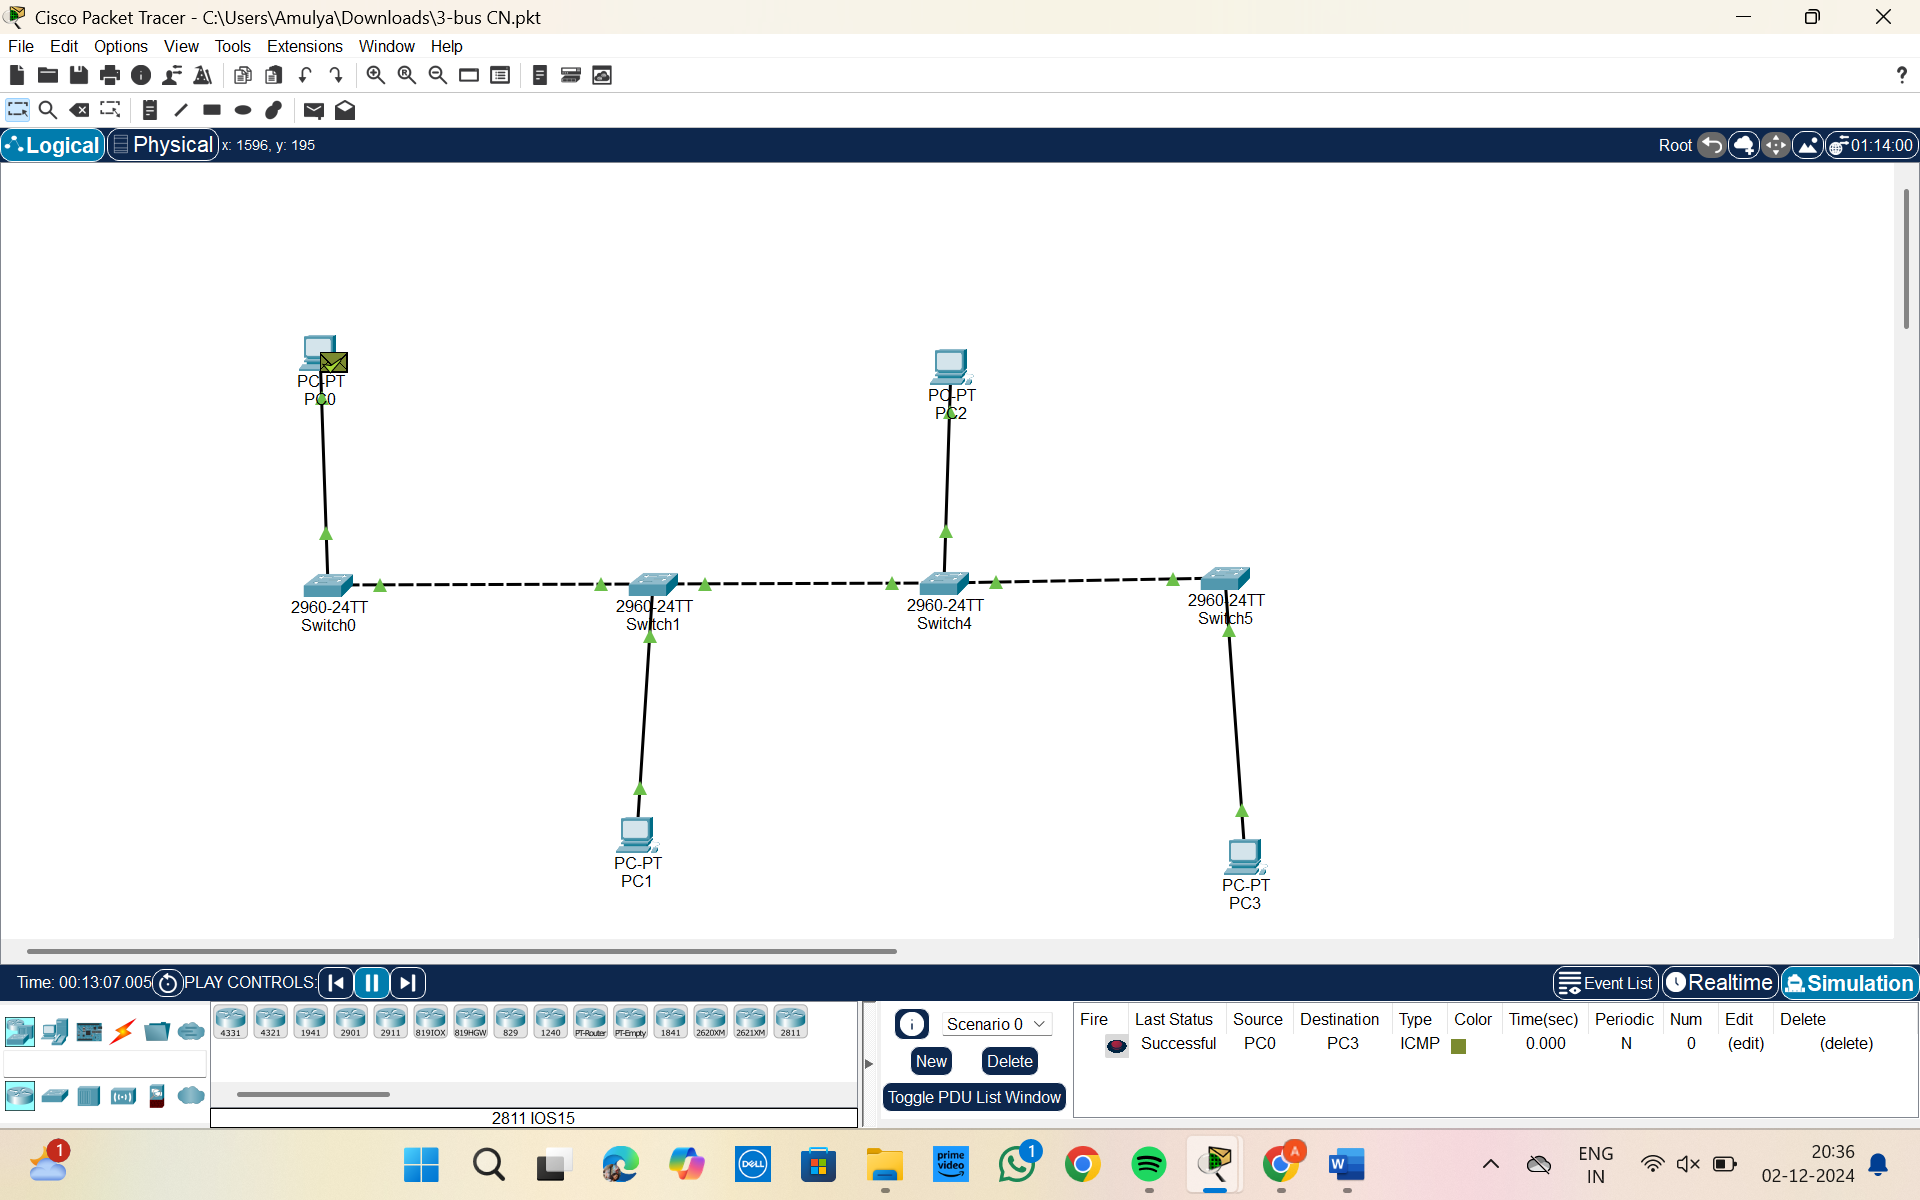 Cisco Packet Tracer - C:\Users\Amulya\Downloads\3-bus CN.pkt
File Edit Options View Tools Extensions Window Help
?
Logical Physical x: 1596, y: 195 Root 01:14:00
PC-PT
PC0
PC-PT
PC2
2960-24TT
Switch0
2960-24TT
Switch1
2960-24TT
Switch4
2960-24TT
Switch5
PC-PT
PC1
PC-PT
PC3
Time: 00:13:07.005 PLAY CONTROLS: Event List Realtime Simulation
4331 4321 1941 2901 2911 819IOX 819HGW 829 1240 PT-Router PT-Empty 1841 2620XM 2621XM 2811
2811 IOS15
Scenario 0
New Delete
Toggle PDU List Window
Fire Last Status Source Destination Type Color Time(sec) Periodic Num Edit Delete
Successful PC0 PC3 ICMP 0.000 N 0 (edit) (delete)
1
DELL
prime video
1
A
W
ENG
IN
20:36
02-12-2024